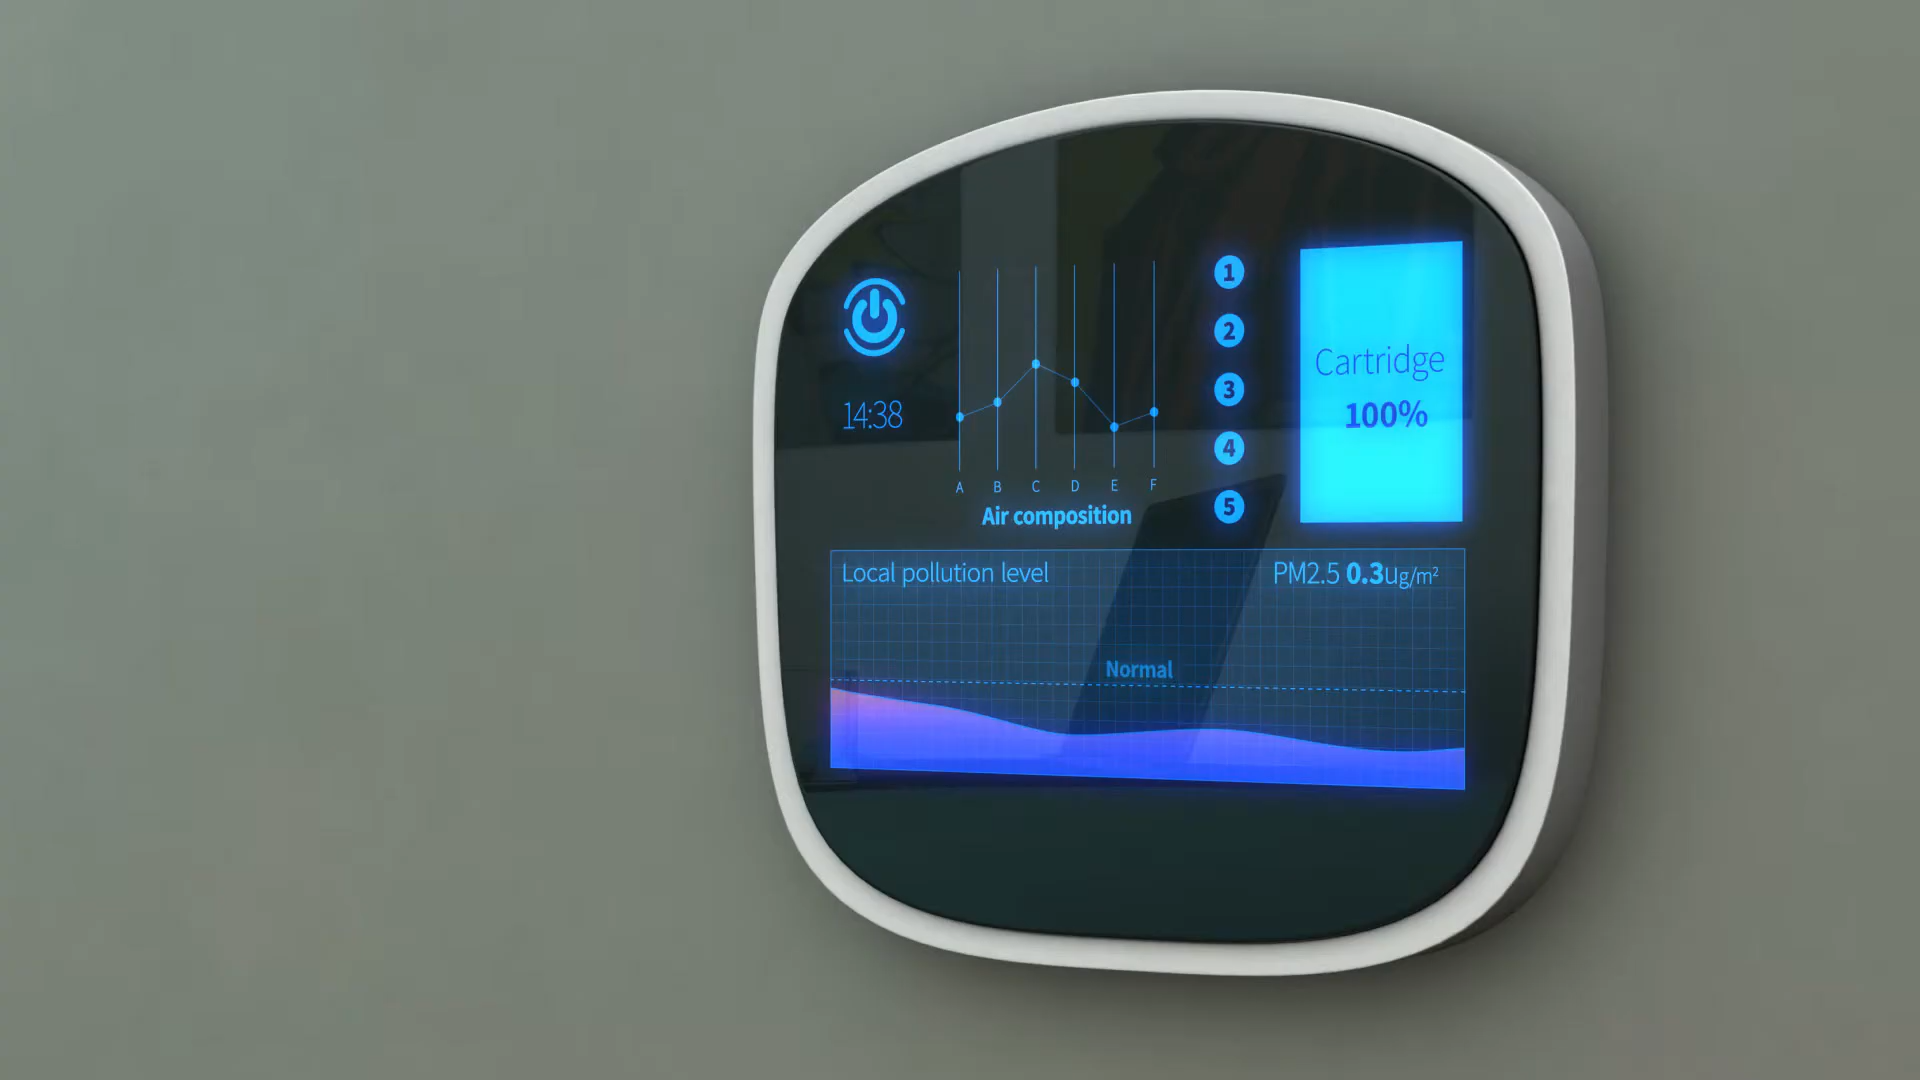 14:38
A B C D E F
Air composition
1
2
3
4
5
Cartridge
100%
Local pollution level
PM2.5 0.3ug/m²
Normal